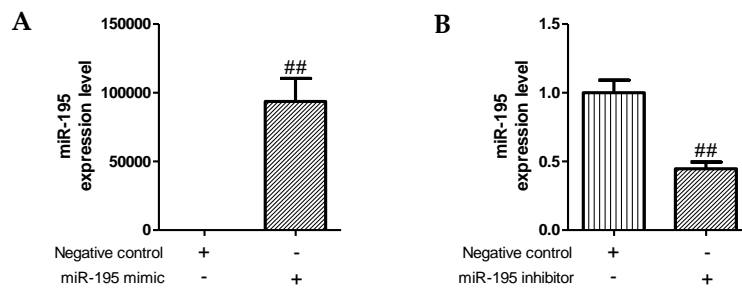 A
miR-195
expression level
150000
100000
50000
0
##
Negative control + -
miR-195 mimic - +
B
miR-195
expression level
1.5
1.0
0.5
0.0
##
Negative control + -
miR-195 inhibitor - +